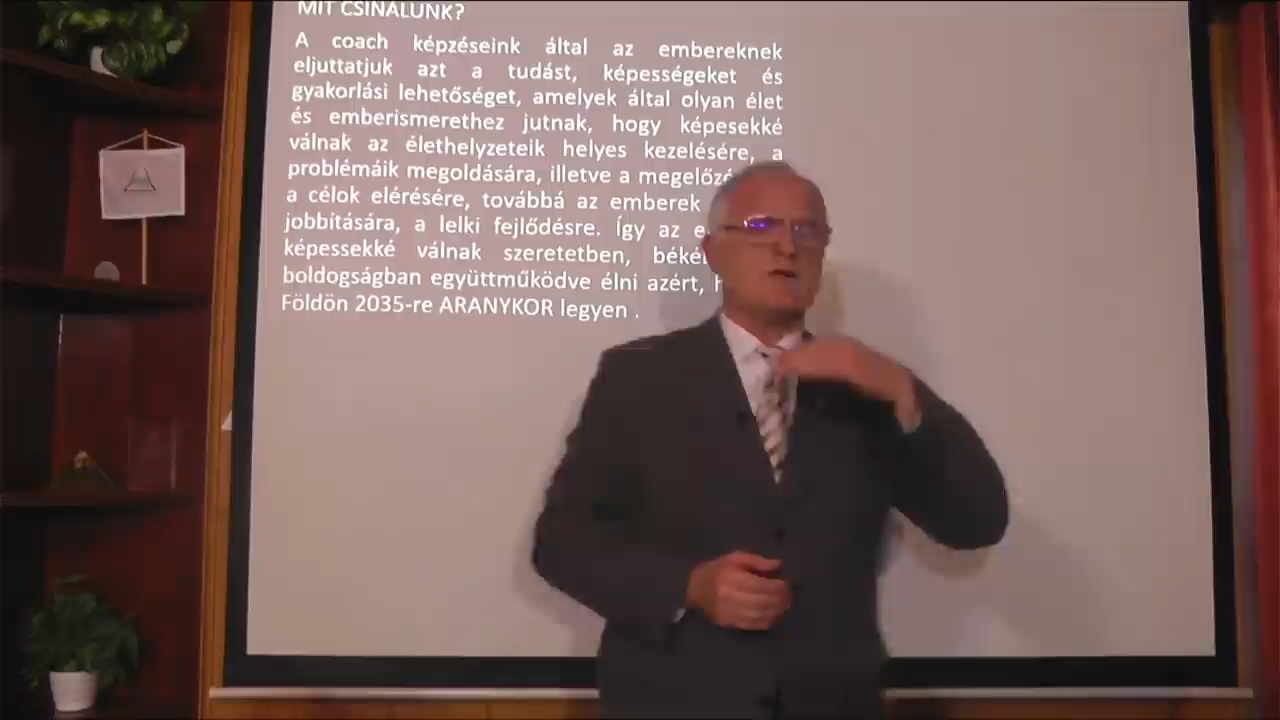 MIT CSINÁLUNK?
A coach képzéseink által az embereknek
eljuttatjuk azt a tudást, képességeket és
gyakorlási lehetőséget, amelyek által olyan élet
és emberismerethez jutnak, hogy képesekké
válnak az élethelyzeteik helyes kezelésére, a
problémáik megoldására, illetve a
a célok elérésére, továbbá az emberek
jobbítására, a lelki fejlődésre. Így az
képessekké válnak szeretetben,
boldogságban együttműködve élni azért,
Földön 2035-re ARANYKOR legyen .